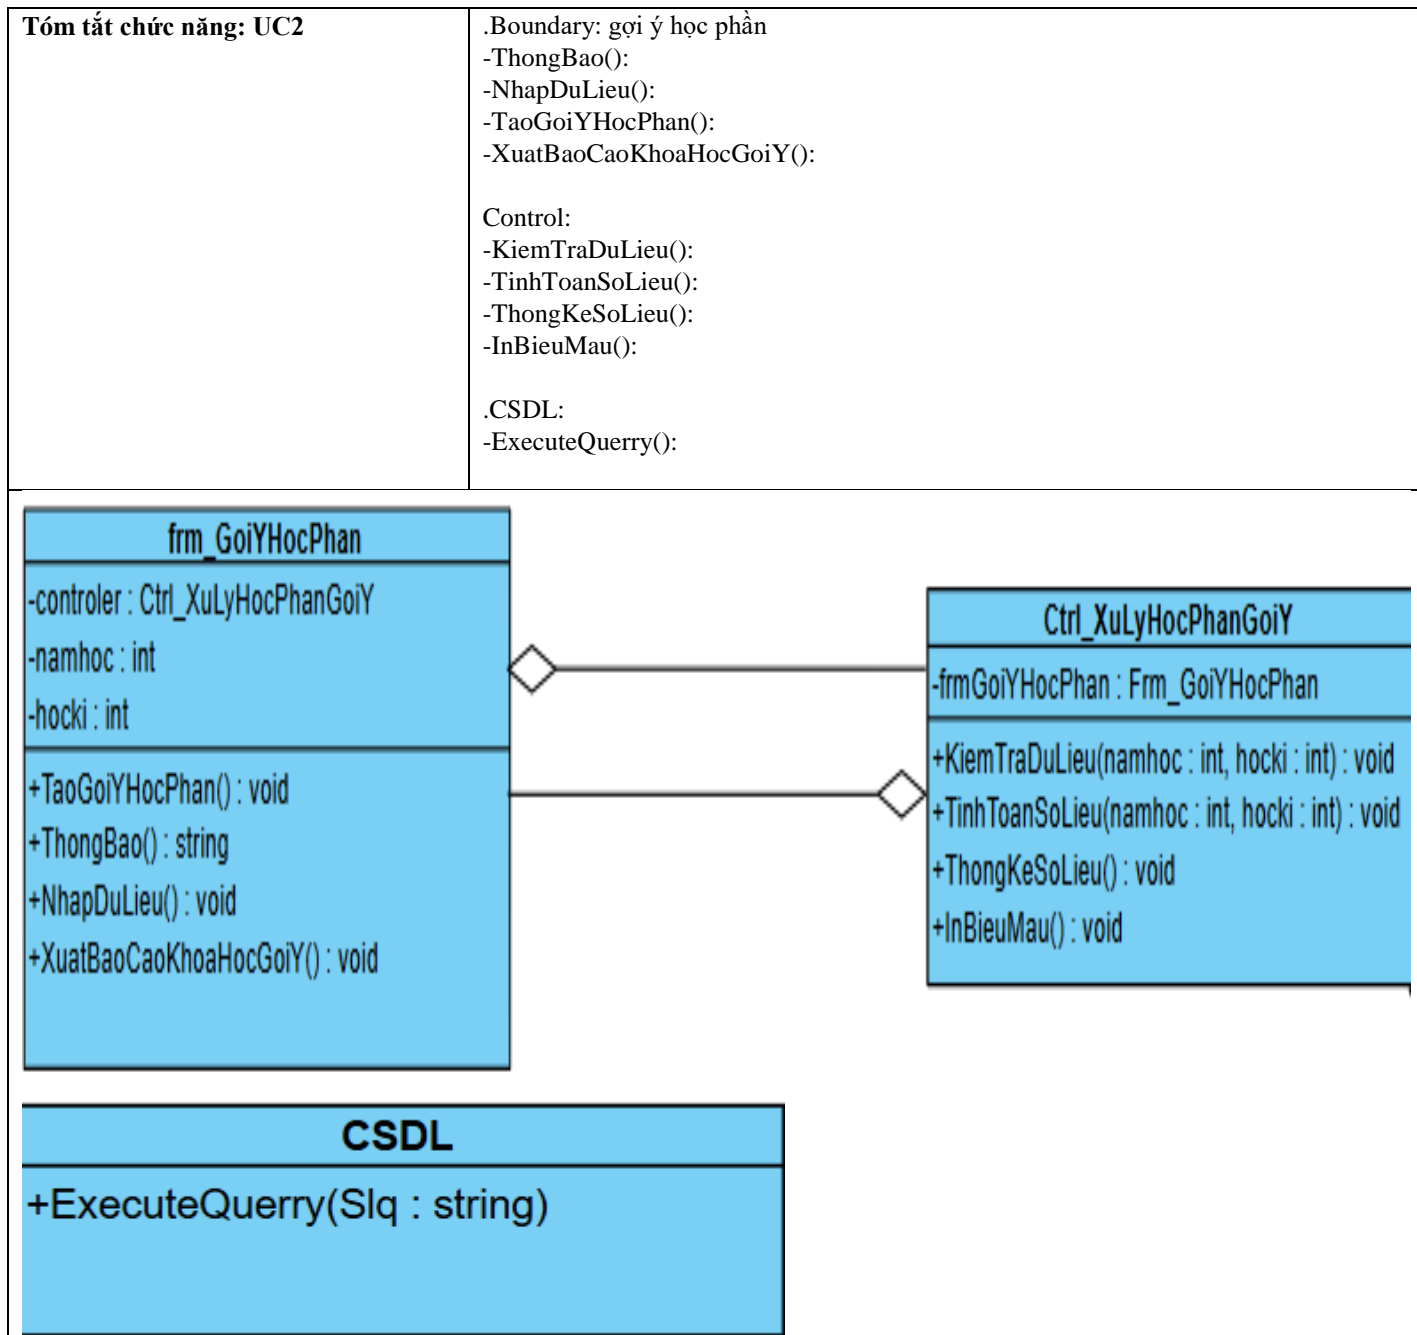 Tóm tắt chức năng: UC2
.Boundary: gợi ý học phần
-ThongBao():
-NhapDuLieu():
-TaoGoiYHocPhan():
-XuatBaoCaoKhoaHocGoiY():
Control:
-KiemTraDuLieu():
-TinhToanSoLieu():
-ThongKeSoLieu():
-InBieuMau():
.CSDL:
-ExecuteQuerry():
frm_GoiYHocPhan
-controler : Ctrl_XuLyHocPhanGoiY
-namhoc : int
-hocki : int
+TaoGoiYHocPhan() : void
+ThongBao() : string
+NhapDuLieu() : void
+XuatBaoCaoKhoaHocGoiY() : void
Ctrl_XuLyHocPhanGoiY
-frmGoiYHocPhan : Frm_GoiYHocPhan
+KiemTraDuLieu(namhoc : int, hocki : int) : void
+TinhToanSoLieu(namhoc : int, hocki : int) : void
+ThongKeSoLieu() : void
+InBieuMau() : void
CSDL
+ExecuteQuerry(Slq : string)